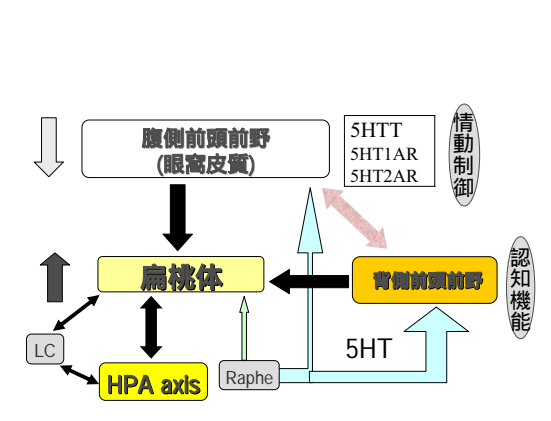 腹側前頭前野
(眼窩皮質)
5HTT
5HT1AR
5HT2AR
情動制御
扁桃体
背側前頭前野
認知機能
LC
HPA axis
Raphe
5HT